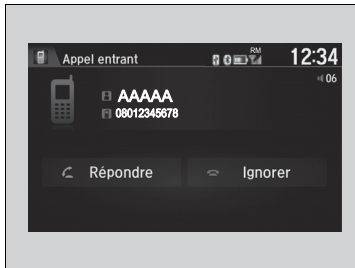 Appel entrant RM 12:34
06
AAAAA
08012345678
Répondre Ignorer